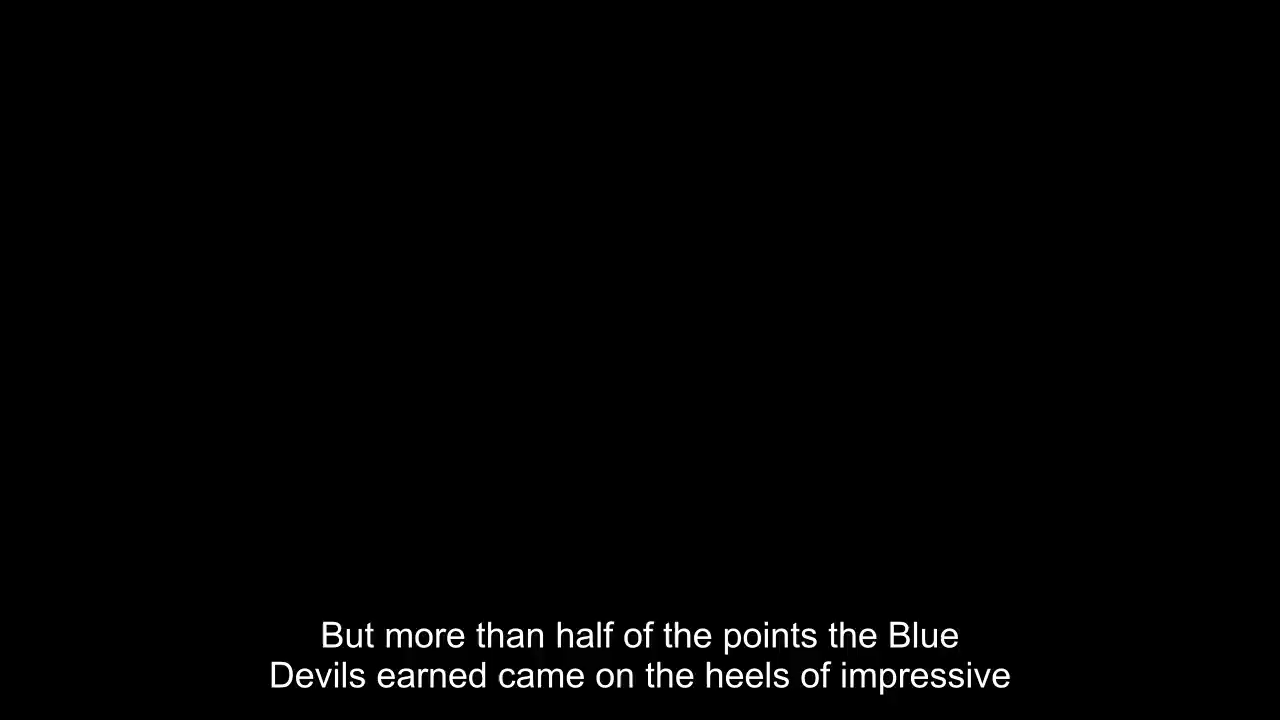 But more than half of the points the Blue
Devils earned came on the heels of impressive